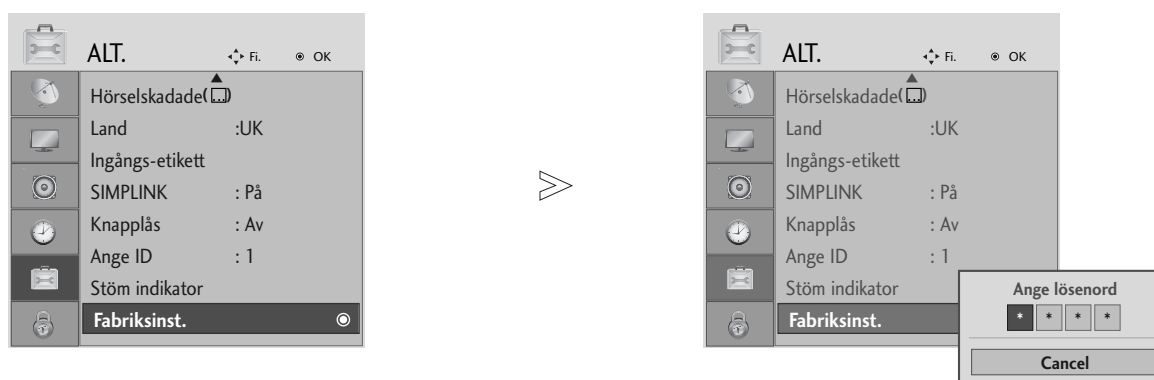 ALT. Fi. OK
Hörselskadade( )
Land :UK
Ingångs-etikett
SIMPLINK : På
Knapplås : Av
Ange ID : 1
Stöm indikator
Fabriksinst.
ALT. Fi. OK
Hörselskadade( )
Land :UK
Ingångs-etikett
SIMPLINK : På
Knapplås : Av
Ange ID : 1
Stöm indikator
Fabriksinst.
Ange lösenord
* * * *
Cancel